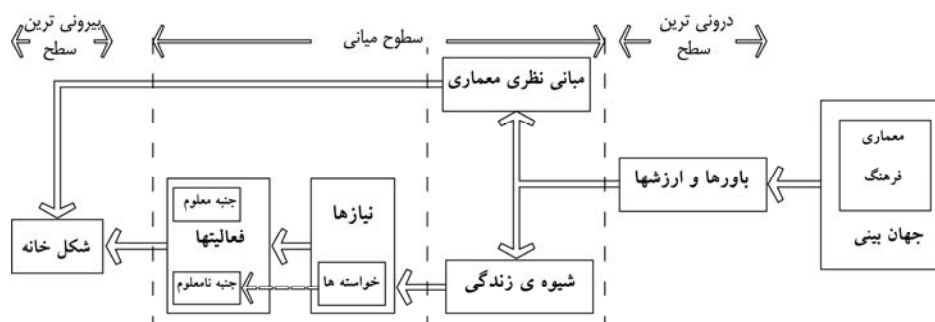 درونی ترین
سطح
سطوح میانی
بیرونی ترین
سطح
معماری
فرهنگ
جهان بینی
باورها و ارزشها
مبانی نظری معماری
شیوه ی زندگی
نیازها
خواسته ها
جنبه معلوم
فعالیتها
جنبه نامعلوم
شکل خانه